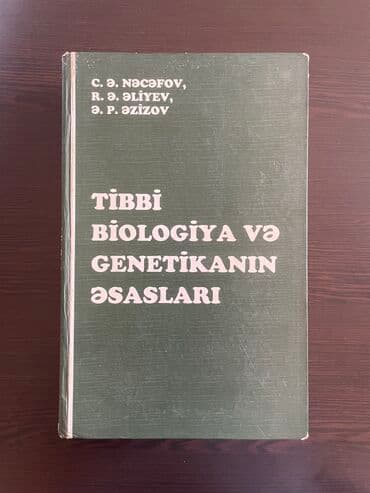 C. Ə. NƏCƏFOV,
R. Ə. ƏLİYEV,
Ə. P. ƏZİZOV
TİBBİ
BİOLOGİYA VƏ
GENETİKANIN
ƏSASLARI